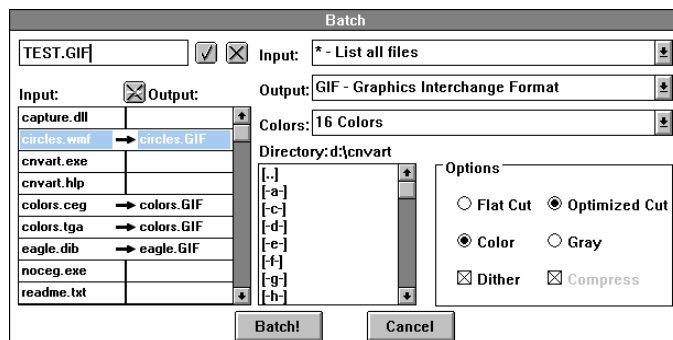 Batch
TEST.GIF
Input: * - List all files
Output: GIF - Graphics Interchange Format
Input: Output:
Colors: 16 Colors
capture.dll
circles.wmf circles.GIF
cnvart.exe
cnvart.hlp
colors.ceg colors.GIF
colors.tga colors.GIF
eagle.dib eagle.GIF
noceg.exe
readme.txt
Directory:d:\cnvart
[..]
[-a-]
[-c-]
[-d-]
[-e-]
[-f-]
[-g-]
[-h-]
Options
Flat Cut Optimized Cut
Color Gray
Dither Compress
Batch! Cancel